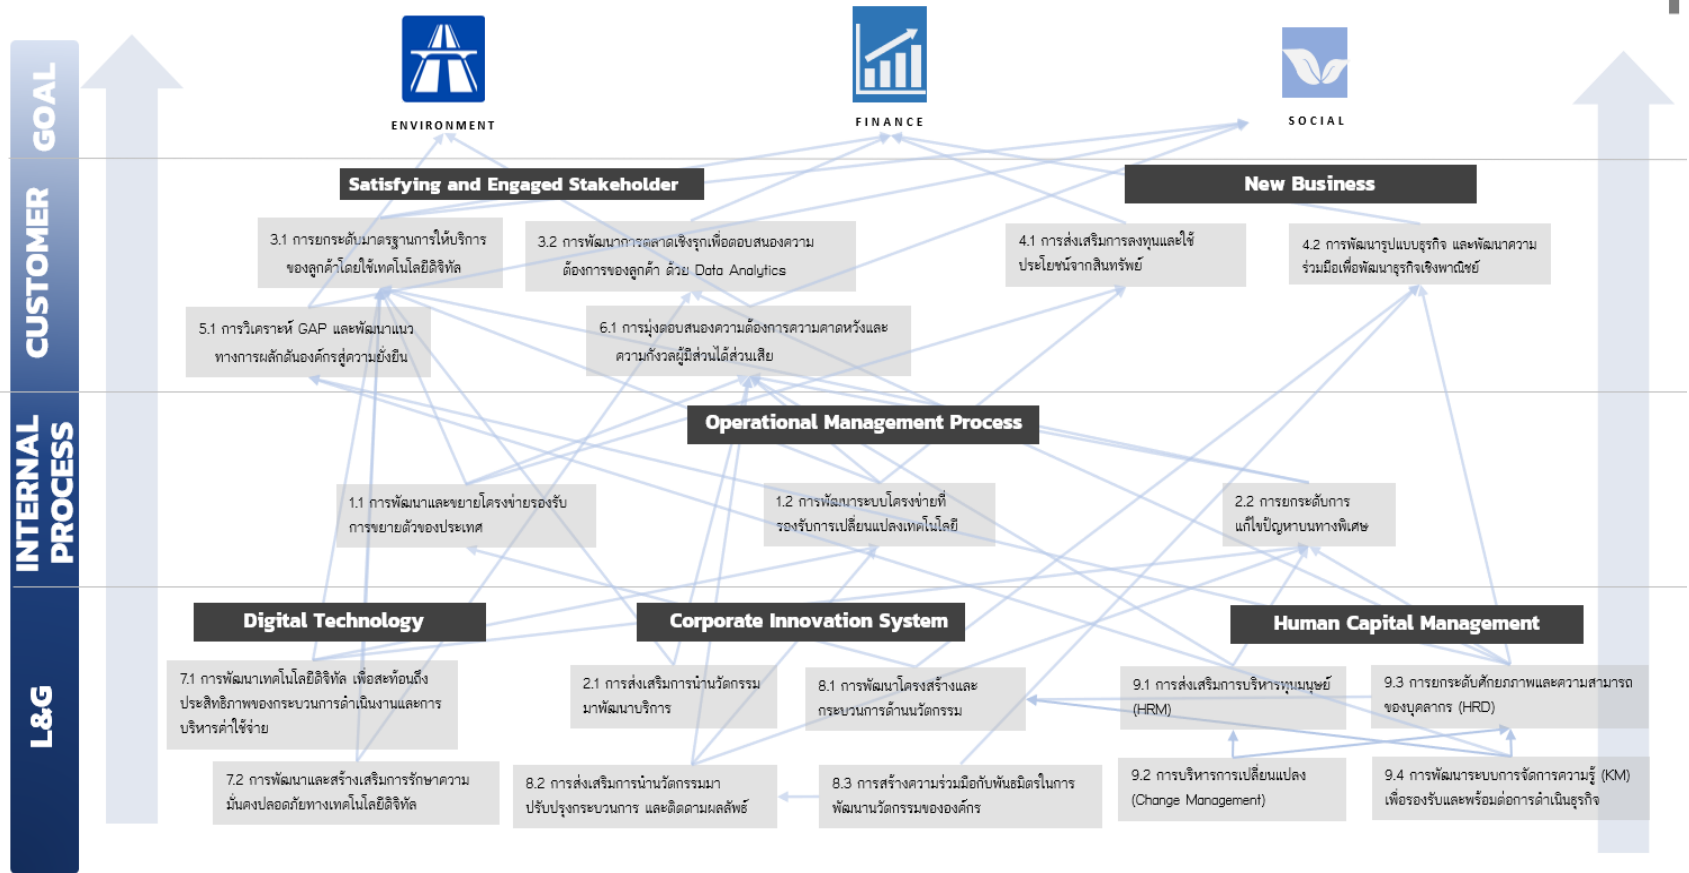 GOAL
ENVIRONMENT
FINANCE
SOCIAL
CUSTOMER
Satisfying and Engaged Stakeholder
New Business
3.1 การยกระดับมาตรฐานการให้บริการ
ของลูกค้าโดยใช้เทคโนโลยีดิจิทัล
3.2 การพัฒนาการตลาดเชิงรุกเพื่อตอบสนองความ
ต้องการของลูกค้า ด้วย Data Analytics
4.1 การส่งเสริมการลงทุนและใช้
ประโยชน์จากสินทรัพย์
4.2 การพัฒนารูปแบบธุรกิจ และพัฒนาความ
ร่วมมือเพื่อพัฒนาธุรกิจเชิงพาณิชย์
5.1 การวิเคราะห์ GAP และพัฒนาแนว
ทางการผลักดันองค์กรสู่ความยั่งยืน
6.1 การมุ่งตอบสนองความต้องการความคาดหวังและ
ความกังวลผู้มีส่วนได้ส่วนเสีย
INTERNAL
PROCESS
Operational Management Process
1.1 การพัฒนาและขยายโครงข่ายรองรับ
การขยายตัวของประเทศ
1.2 การพัฒนาระบบโครงข่ายที่
รองรับการเปลี่ยนแปลงเทคโนโลยี
2.2 การยกระดับการ
แก้ไขปัญหาบนทางพิเศษ
L&G
Digital Technology
Corporate Innovation System
Human Capital Management
7.1 การพัฒนาเทคโนโลยีดิจิทัล เพื่อสะท้อนถึง
ประสิทธิภาพของกระบวนการดำเนินงานและการ
บริหารค่าใช้จ่าย
2.1 การส่งเสริมการนำนวัตกรรม
มาพัฒนาบริการ
8.1 การพัฒนาโครงสร้างและ
กระบวนการด้านนวัตกรรม
9.1 การส่งเสริมการบริหารทุนมนุษย์
(HRM)
9.3 การยกระดับศักยภภาพและความสามารถ
ของบุคลากร (HRD)
7.2 การพัฒนาและสร้างเสริมการรักษาความ
มั่นคงปลอดภัยทางเทคโนโลยีดิจิทัล
8.2 การส่งเสริมการนำนวัตกรรมมา
ปรับปรุงกระบวนการ และติดตามผลลัพธ์
8.3 การสร้างความร่วมมือกับพันธมิตรในการ
พัฒนานวัตกรรมขององค์กร
9.2 การบริหารการเปลี่ยนแปลง
(Change Management)
9.4 การพัฒนาระบบการจัดการความรู้ (KM)
เพื่อรองรับและพร้อมต่อการดำเนินธุรกิจ